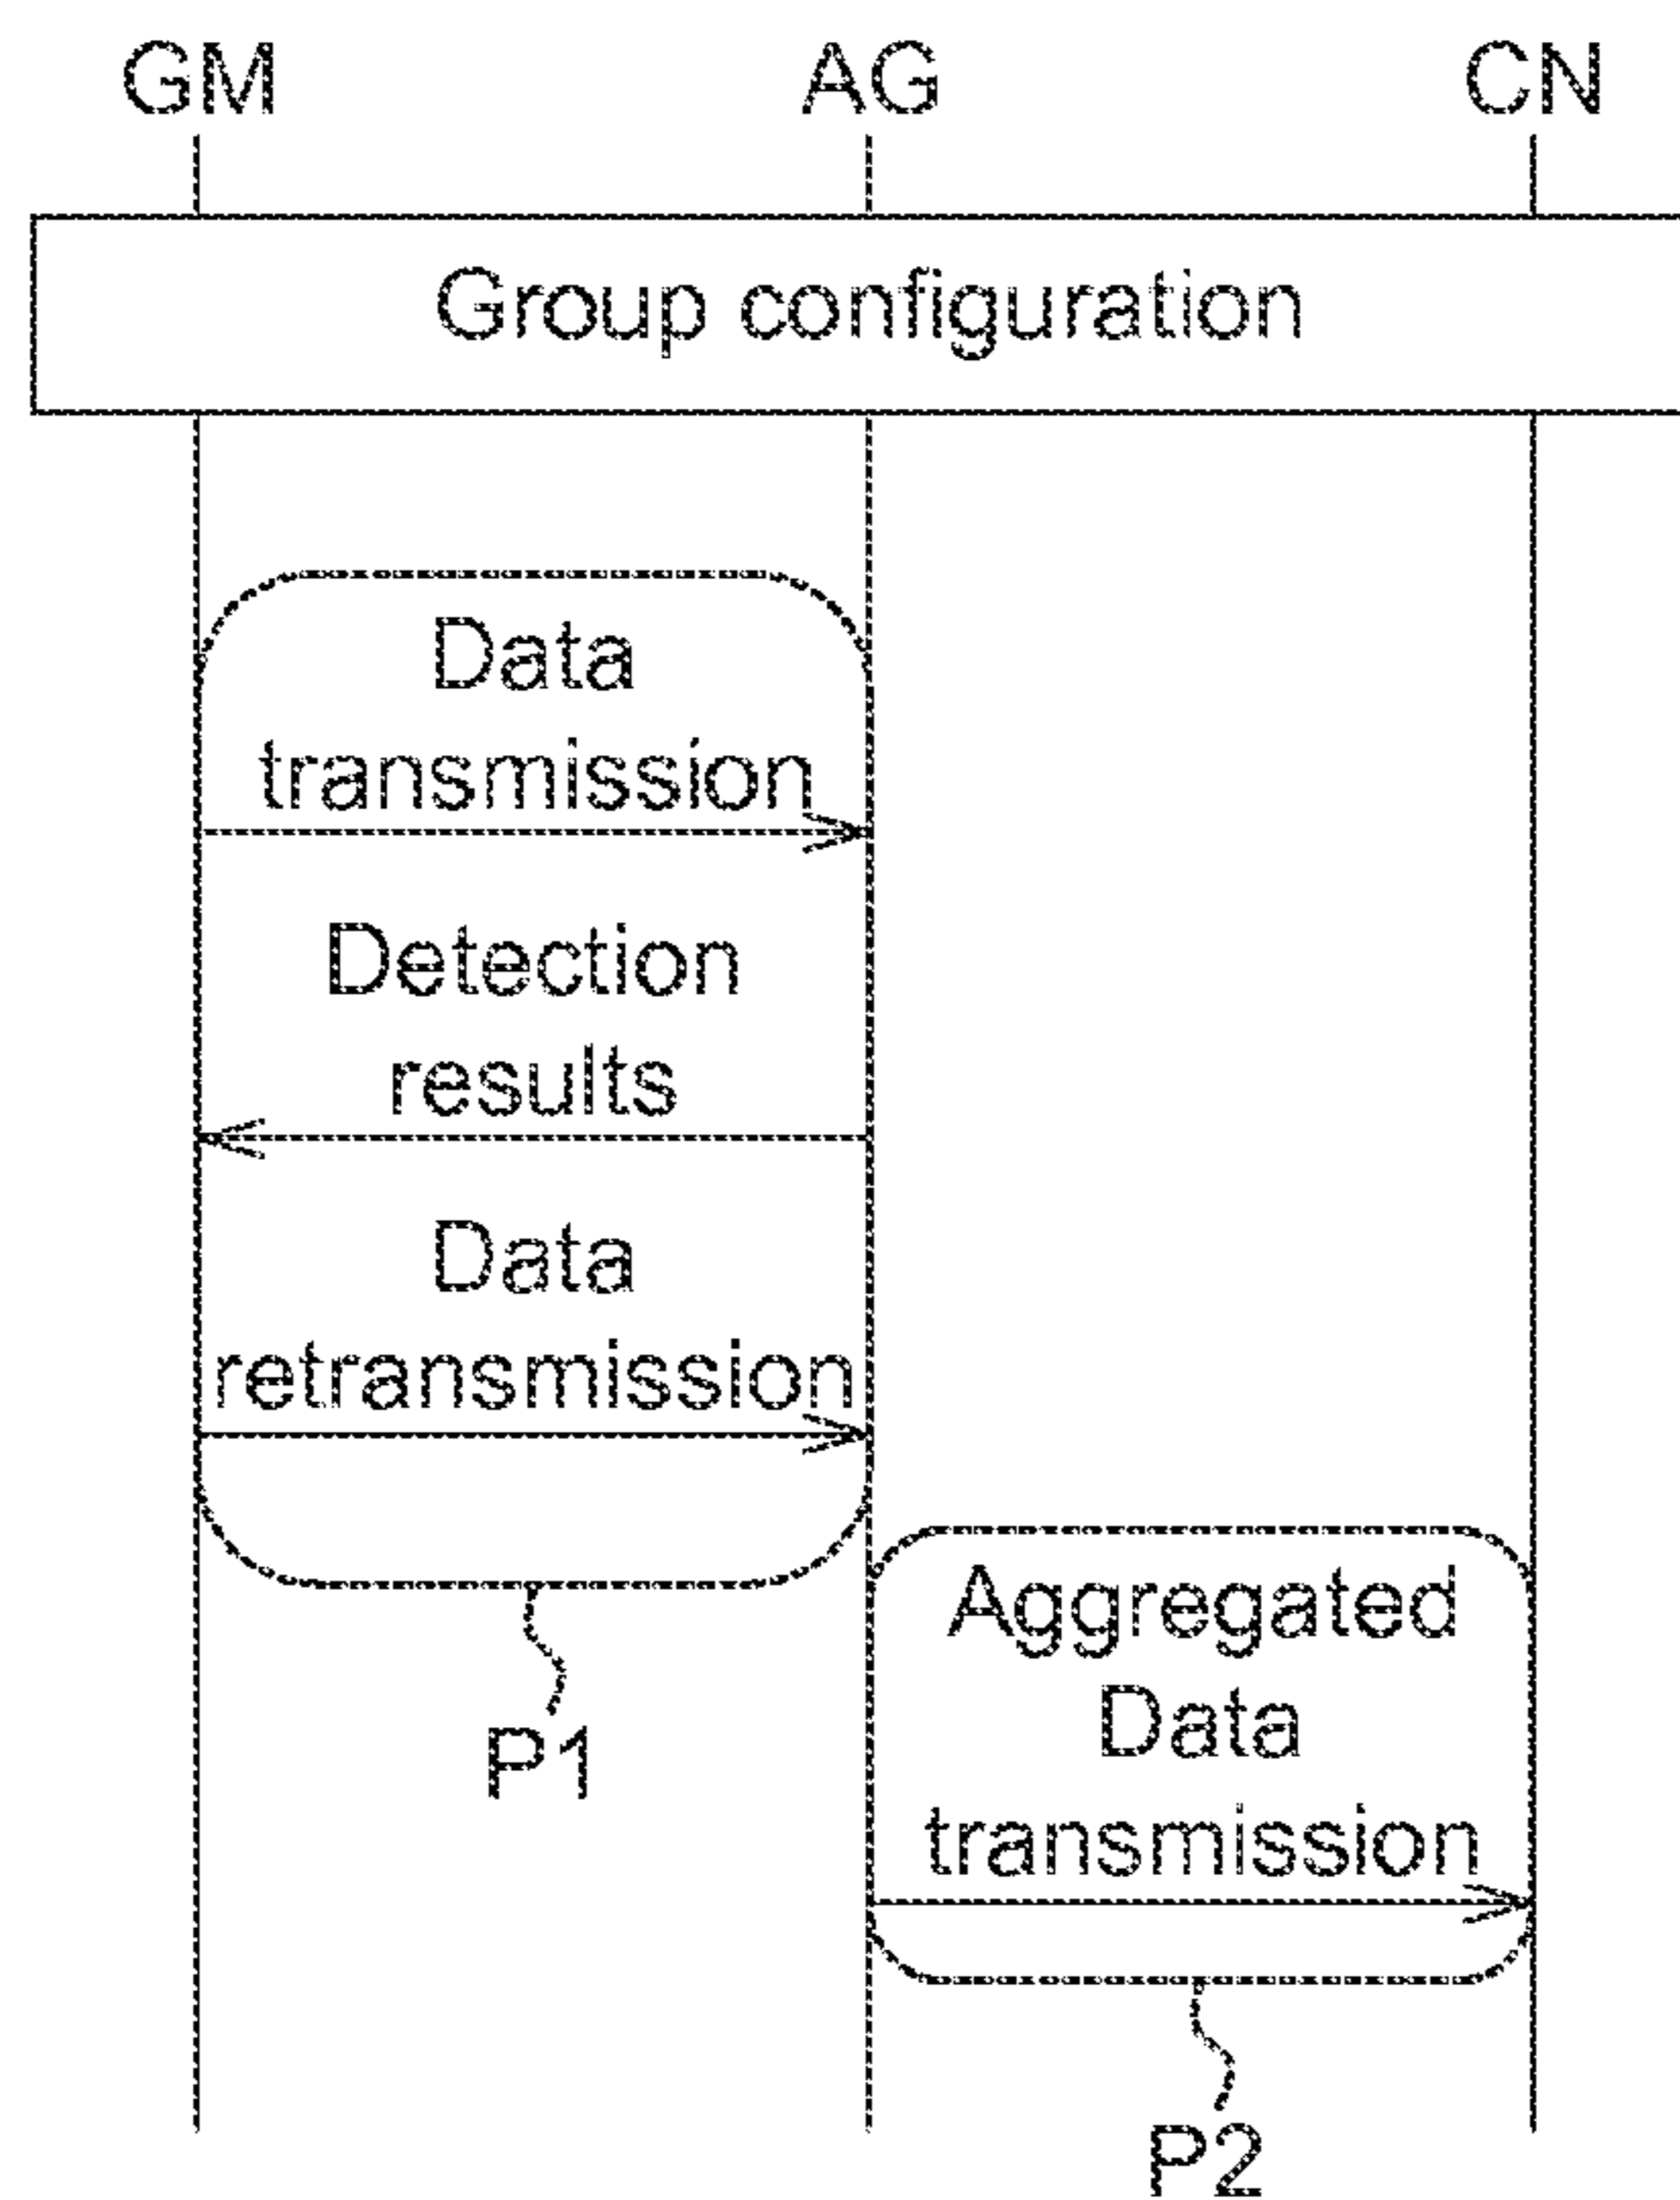 GM AG CN
Group configuration
Data
transmission
Detection
results
Data
retransmission
Aggregated
Data
transmission
P1
P2